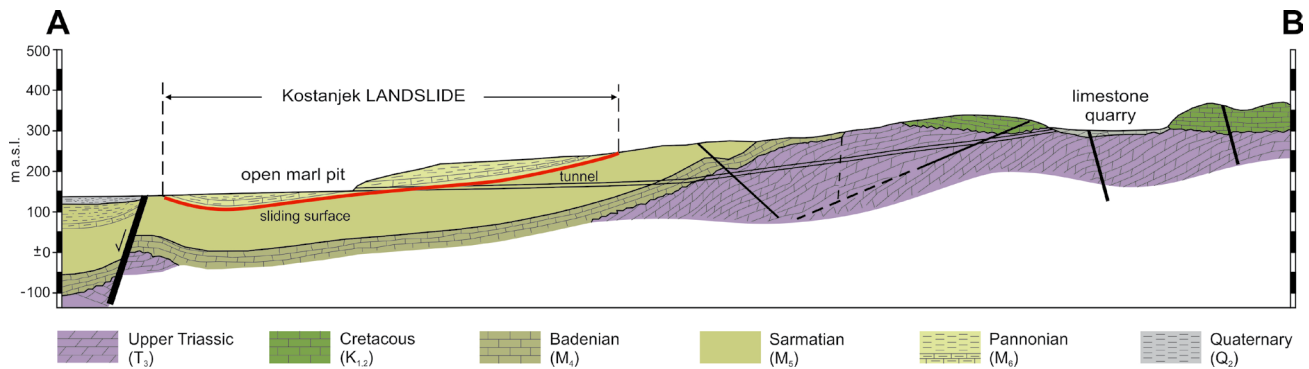 A
B
500
400
300
200
100
±0
-100
m a.s.l.
Kostanjek LANDSLIDE
open marl pit
sliding surface
tunnel
limestone
quarry
Upper Triassic
(T3)
Cretacous
(K1,2)
Badenian
(M4)
Sarmatian
(M5)
Pannonian
(M6)
Quaternary
(Q2)